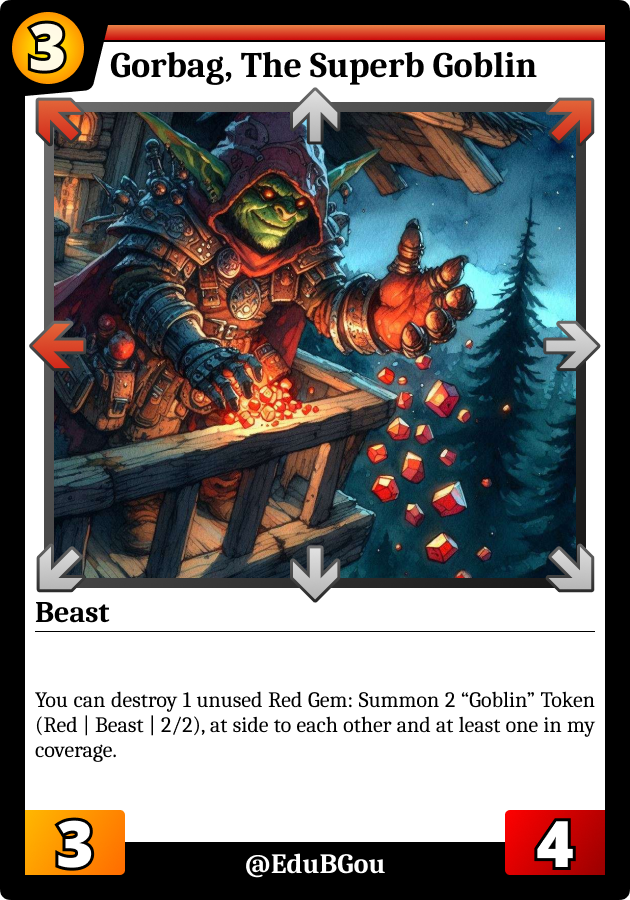 3
Gorbag, The Superb Goblin
Beast
You can destroy 1 unused Red Gem: Summon 2 “Goblin” Token
(Red | Beast | 2/2), at side to each other and at least one in my
coverage.
3
@EduBGou
4